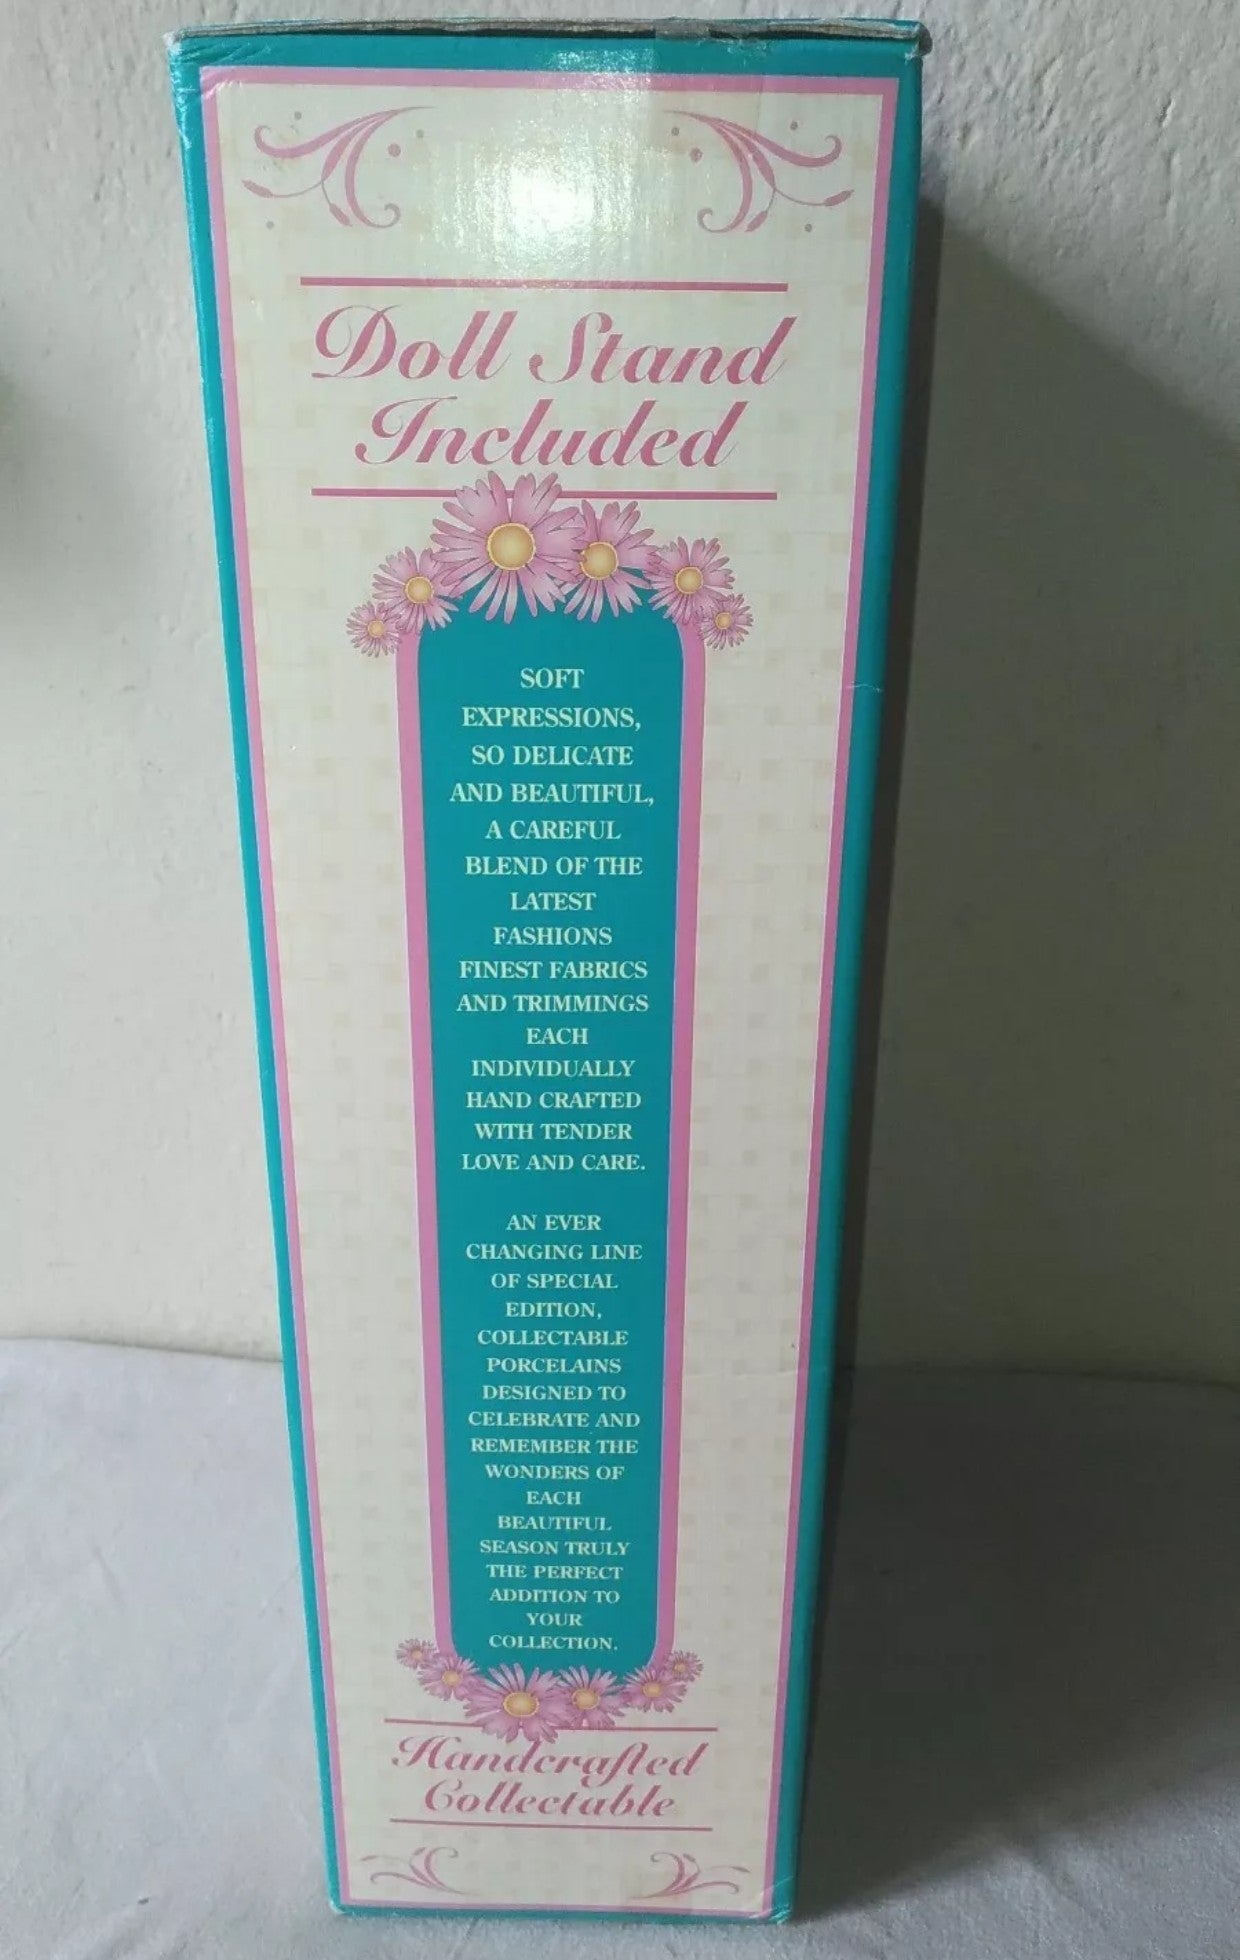 Doll Stand
Included
SOFT
EXPRESSIONS,
SO DELICATE
AND BEAUTIFUL,
A CAREFUL
BLEND OF THE
LATEST
FASHIONS
FINEST FABRICS
AND TRIMMINGS
EACH
INDIVIDUALLY
HAND CRAFTED
WITH TENDER
LOVE AND CARE.
AN EVER
CHANGING LINE
OF SPECIAL
EDITION,
COLLECTABLE
PORCELAINS
DESIGNED TO
CELEBRATE AND
REMEMBER THE
WONDERS OF
EACH
BEAUTIFUL
SEASON TRULY
THE PERFECT
ADDITION TO
YOUR
COLLECTION.
Handcrafted
Collectable